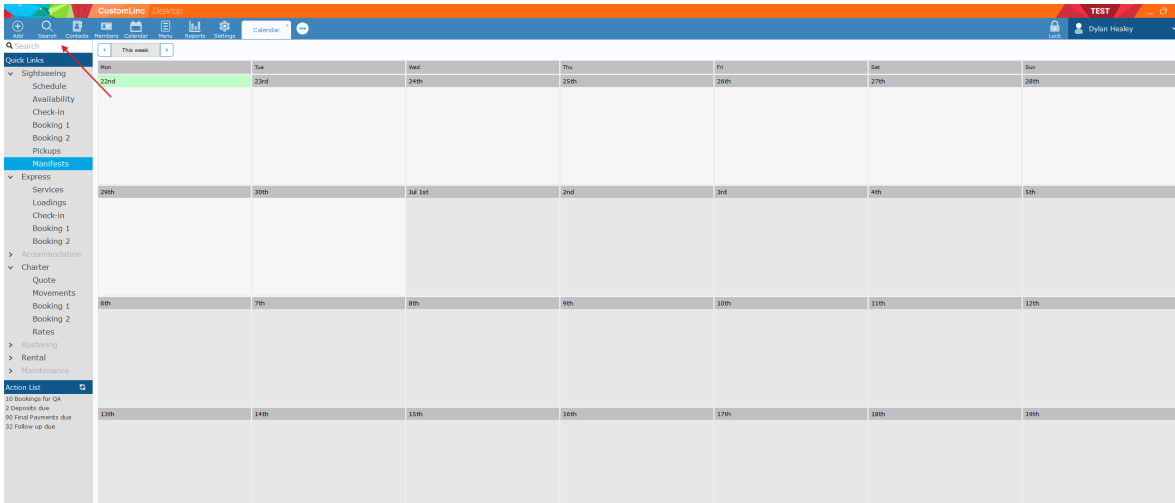 CustomLinc Desktop
TEST
Add Search Contacts Members Calendar Menu Reports Settings
Calendar
Lock
Dylan Healey
Search
This week
Quick Links
Sightseeing
Schedule
Availability
Check-in
Booking 1
Booking 2
Pickups
Manifests
Express
Services
Loadings
Check-in
Booking 1
Booking 2
Accommodation
Charter
Quote
Movements
Booking 1
Booking 2
Rates
Rostering
Rental
Maintenance
Action List
10 Bookings for QA
2 Deposits due
90 Final Payments due
32 Follow up due
Mon Tue Wed Thu Fri Sat Sun
22nd 23rd 24th 25th 26th 27th 28th
29th 30th Jul 1st 2nd 3rd 4th 5th
6th 7th 8th 9th 10th 11th 12th
13th 14th 15th 16th 17th 18th 19th